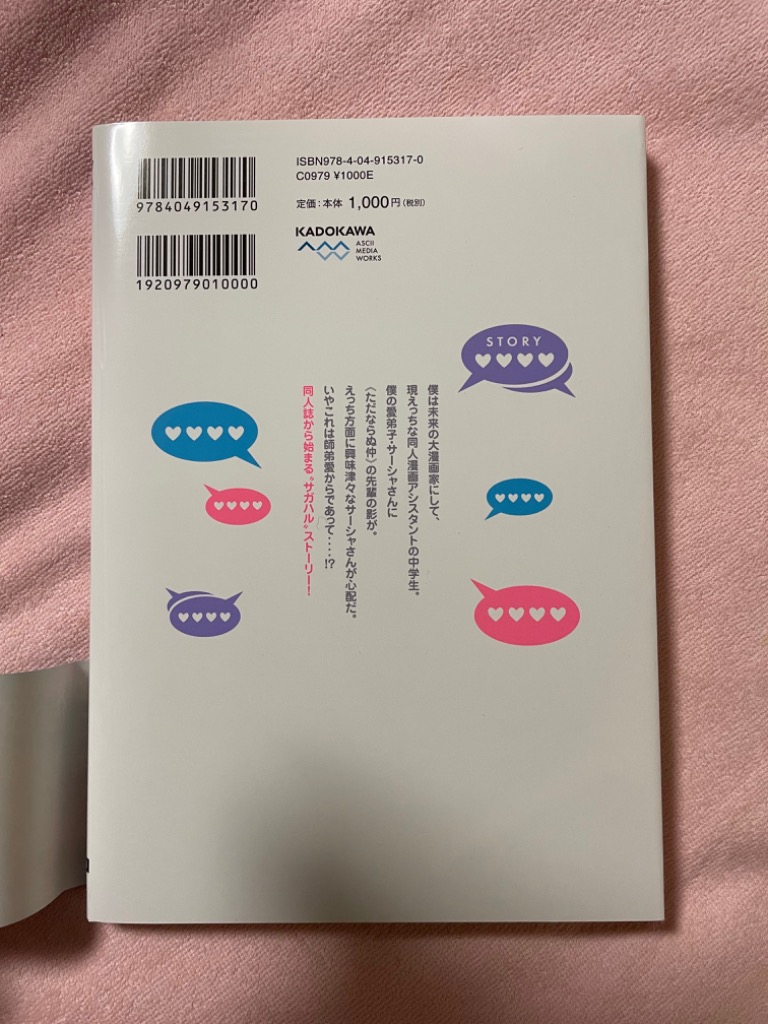 ISBN978-4-04-915317-0
C0979 ¥1000E
定価:本体 1,000円(税別)
KADOKAWA
ASCII
MEDIA
WORKS
9784049153170
1920979010000
STORY
僕は未来の大漫画家にして、
現えっちな同人漫画アシスタントの中学生。
僕の愛弟子・サーシャさんに
〈ただならぬ仲〉の先輩の影が。
えっち方面に興味津々なサーシャさんが心配だ。
いやこれは師弟愛からであって‥‥!?
同人誌から始まる“サガハル”ストーリー!